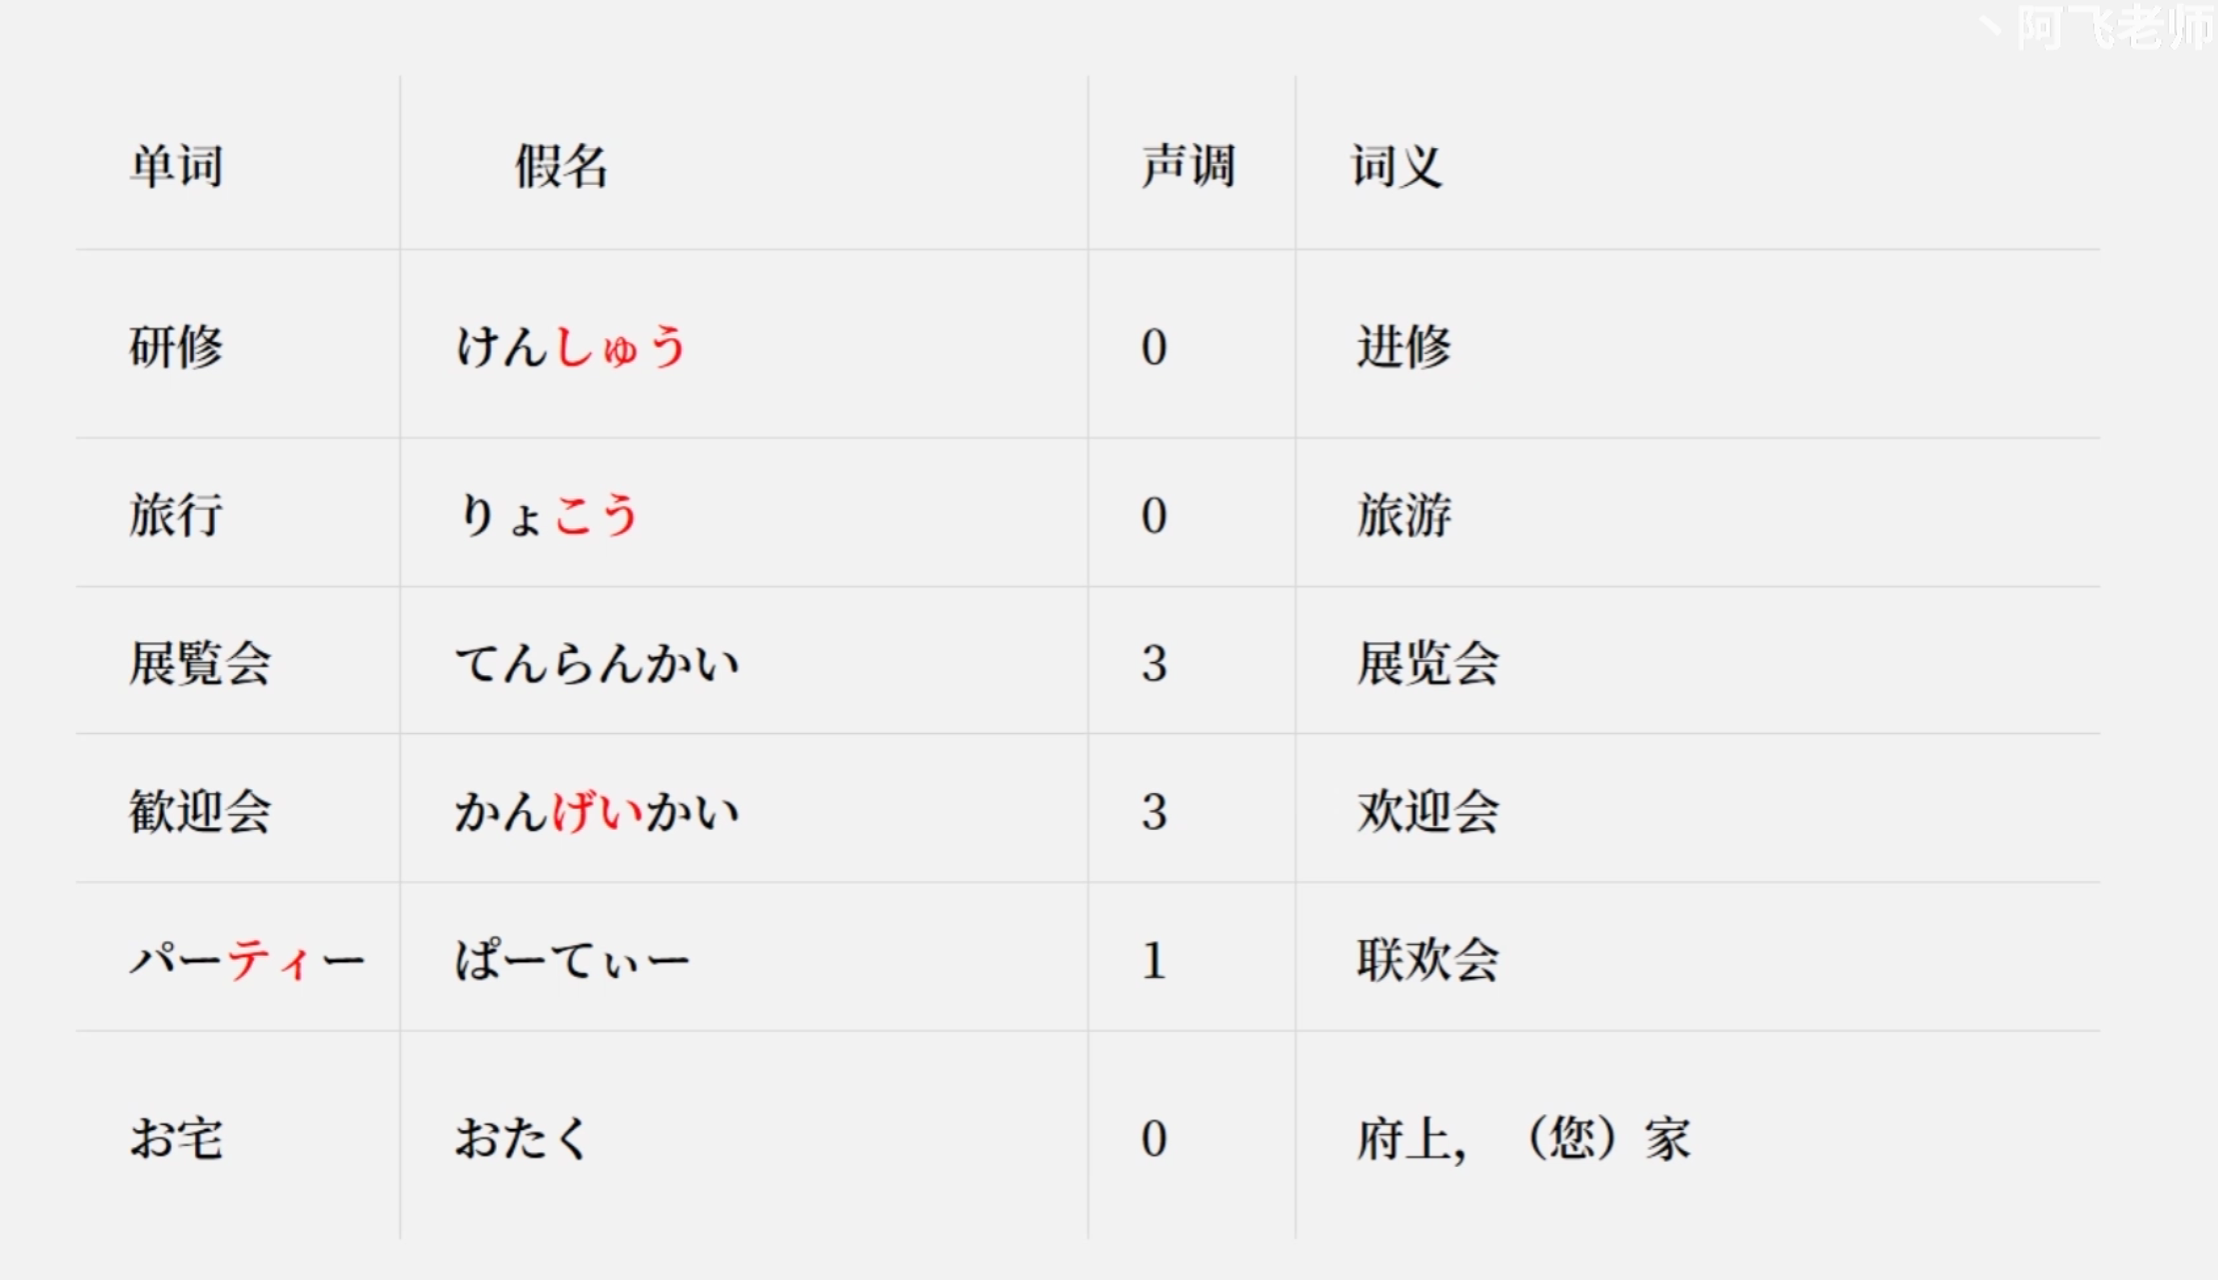 丶阿飞老师
单词 假名 声调 词义
研修 けんしゅう 0 进修
旅行 りょこう 0 旅游
展覧会 てんらんかい 3 展览会
歓迎会 かんげいかい 3 欢迎会
パーティー ぱーてぃー 1 联欢会
お宅 おたく 0 府上，（您）家